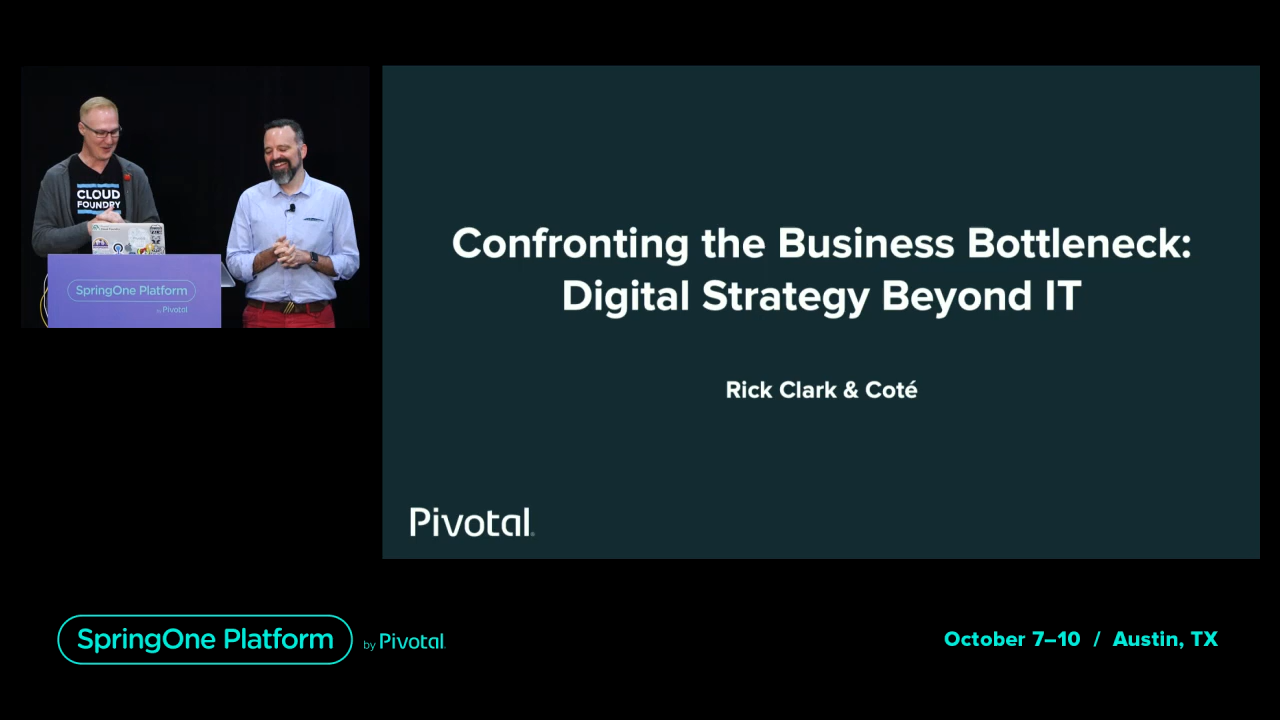 CLOUD
FOUNDRY
SpringOne Platform
by Pivotal
Confronting the Business Bottleneck:
Digital Strategy Beyond IT
Rick Clark & Coté
Pivotal
SpringOne Platform by Pivotal
October 7–10 / Austin, TX